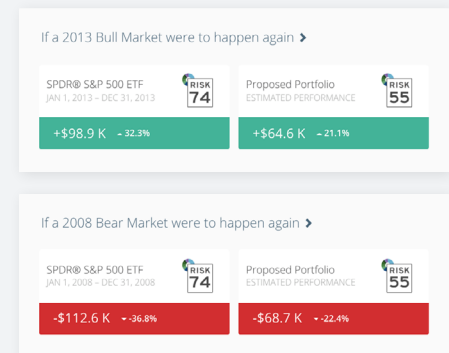 If a 2013 Bull Market were to happen again >
SPDR® S&P 500 ETF
JAN 1, 2013 – DEC 31, 2013
RISK
74
Proposed Portfolio
ESTIMATED PERFORMANCE
RISK
55
+$98.9 K 32.3%
+$64.6 K 21.1%
If a 2008 Bear Market were to happen again >
SPDR® S&P 500 ETF
JAN 1, 2008 – DEC 31, 2008
RISK
74
Proposed Portfolio
ESTIMATED PERFORMANCE
RISK
55
-$112.6 K -36.8%
-$68.7 K -22.4%